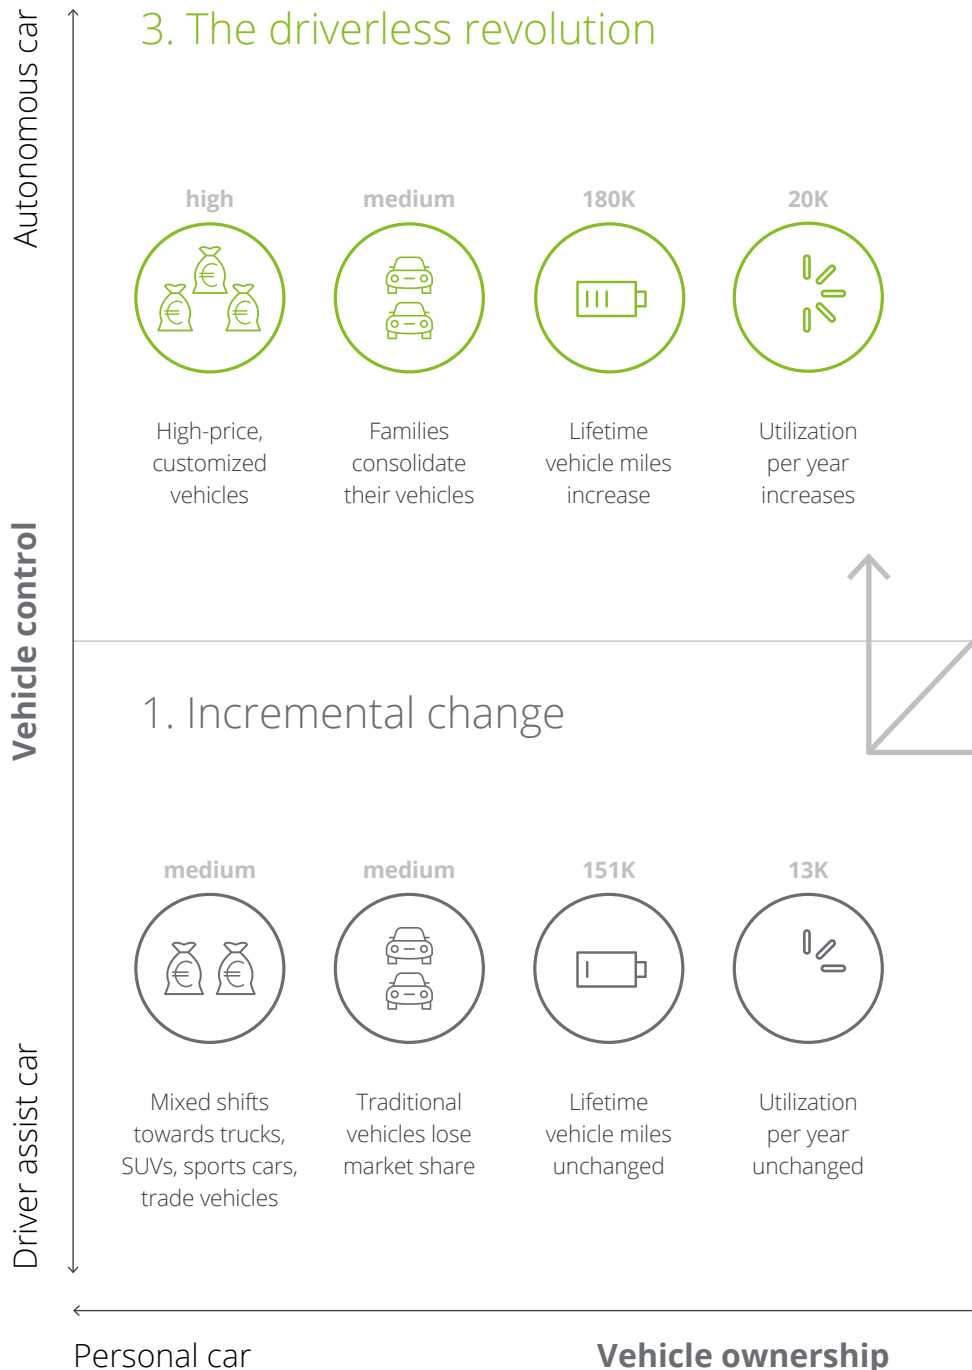 Autonomous car
Vehicle control
Driver assist car
3. The driverless revolution
high
medium
180K
20K
€
€
€
High-price,
customized
vehicles
Families
consolidate
their vehicles
Lifetime
vehicle miles
increase
Utilization
per year
increases
1. Incremental change
medium
medium
151K
13K
€
€
Mixed shifts
towards trucks,
SUVs, sports cars,
trade vehicles
Traditional
vehicles lose
market share
Lifetime
vehicle miles
unchanged
Utilization
per year
unchanged
Personal car
Vehicle ownership